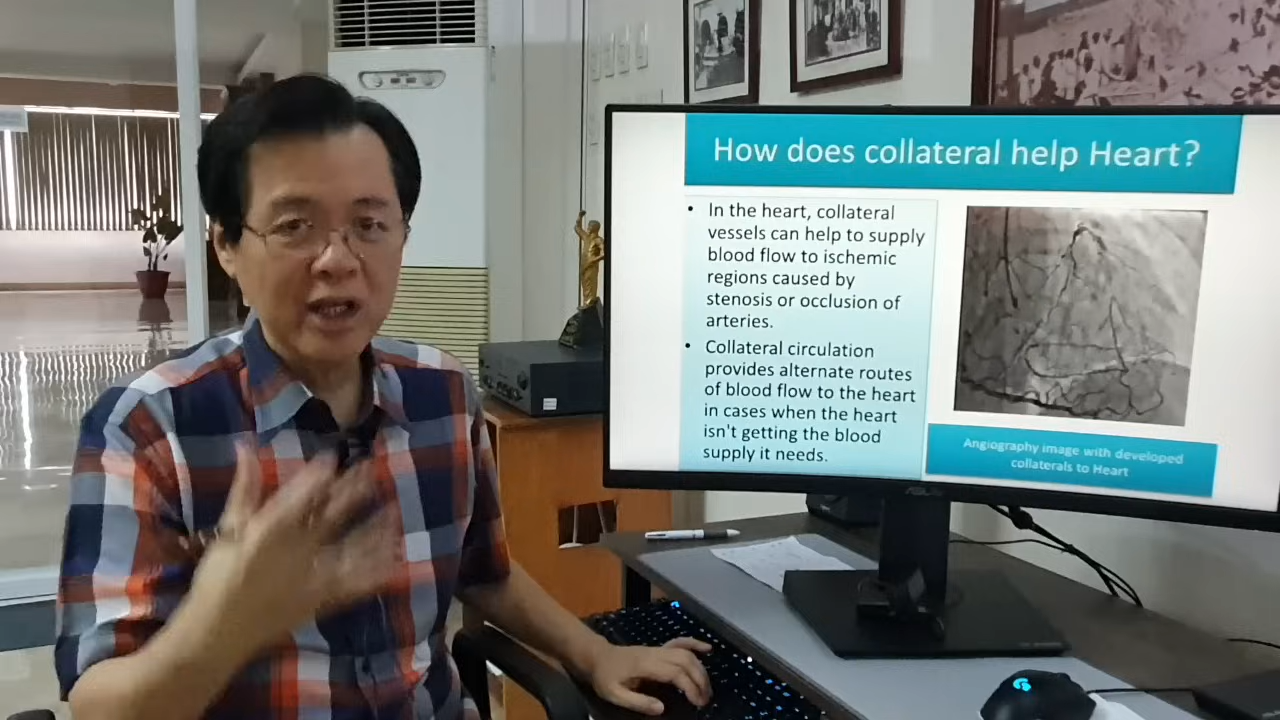 How does collateral help Heart?
• In the heart, collateral
vessels can help to supply
blood flow to ischemic
regions caused by
stenosis or occlusion of
arteries.
• Collateral circulation
provides alternate routes
of blood flow to the heart
in cases when the heart
isn't getting the blood
supply it needs.
Angiography image with developed
collaterals to Heart
ASUS